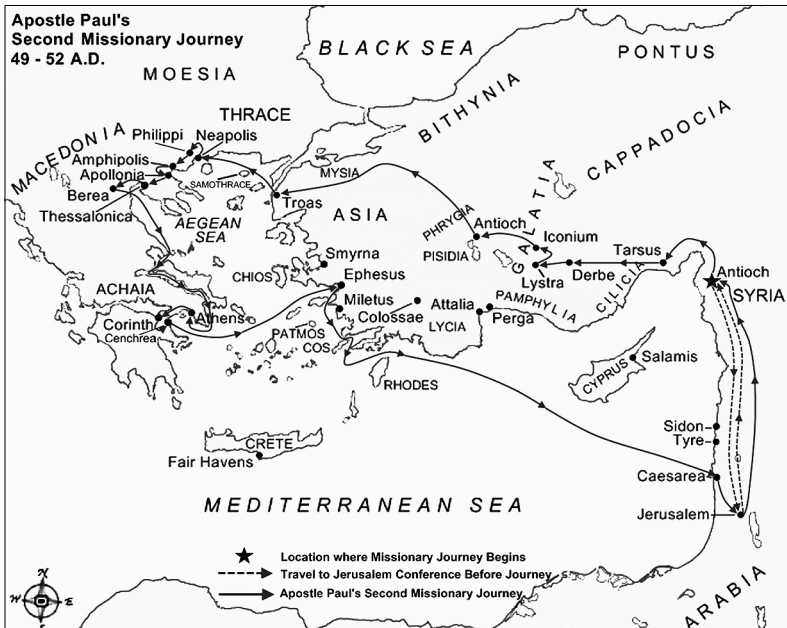 Apostle Paul's
Second Missionary Journey
49 - 52 A.D.
BLACK SEA
PONTUS
MOESIA
BITHYNIA
THRACE
CAPPADOCIA
MACEDONIA
Philippi
Neapolis
Amphipolis
Apollonia
SAMOTHRACE
MYSIA
Berea
Thessalonica
Troas
ASIA
GALATIA
PHRYGIA
Antioch
AEGEAN
SEA
Iconium
PISIDIA
Tarsus
Smyrna
CHIOS
Ephesus
Lystra
Derbe
CILICIA
Antioch
SYRIA
ACHAIA
Miletus
Attalia
PAMPHYLIA
Athens
Colossae
Corinth
Cenchrea
LYCIA
Perga
PATMOS
COS
Salamis
CYPRUS
RHODES
Sidon
Tyre
CRETE
Fair Havens
Caesarea
MEDITERRANEAN SEA
Jerusalem
Location where Missionary Journey Begins
Travel to Jerusalem Conference Before Journey
Apostle Paul's Second Missionary Journey
ARABIA
N
W
E
S